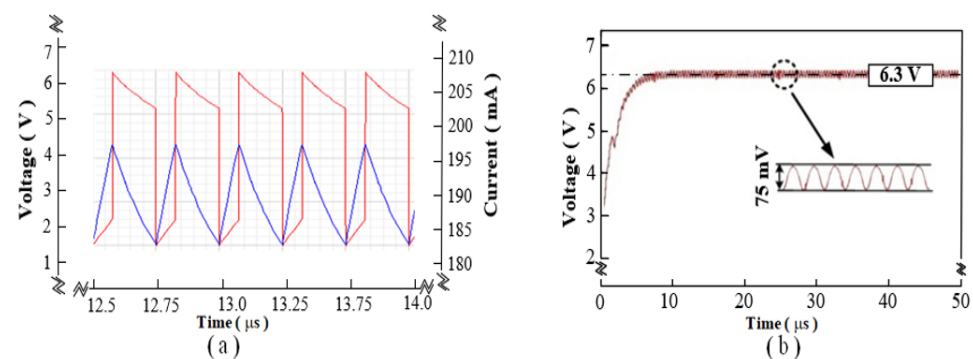 7
6
5
4
3
2
1
Voltage ( V )
210
205
200
195
190
185
180
Current ( mA )
12.5 12.75 13.0 13.25 13.75 14.0
Time ( μs )
( a )
7
6
5
4
3
2
Voltage ( V )
6.3 V
75 mV
0 10 20 30 40 50
Time ( μs )
( b )